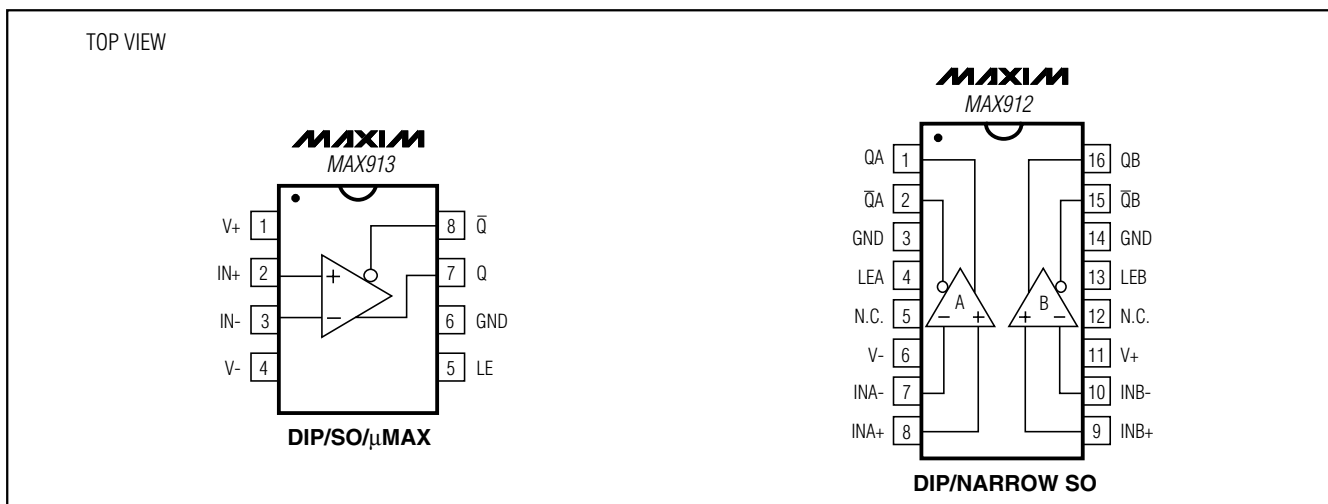 TOP VIEW
MAXIM
MAX913
V+ 1 8 Q̅
IN+ 2 + 7 Q
IN- 3 − 6 GND
V- 4 5 LE
DIP/SO/µMAX
MAXIM
MAX912
QA 1 16 QB
Q̅A 2 15 Q̅B
GND 3 14 GND
LEA 4 13 LEB
A B
N.C. 5 − + + − 12 N.C.
V- 6 11 V+
INA- 7 10 INB-
INA+ 8 9 INB+
DIP/NARROW SO